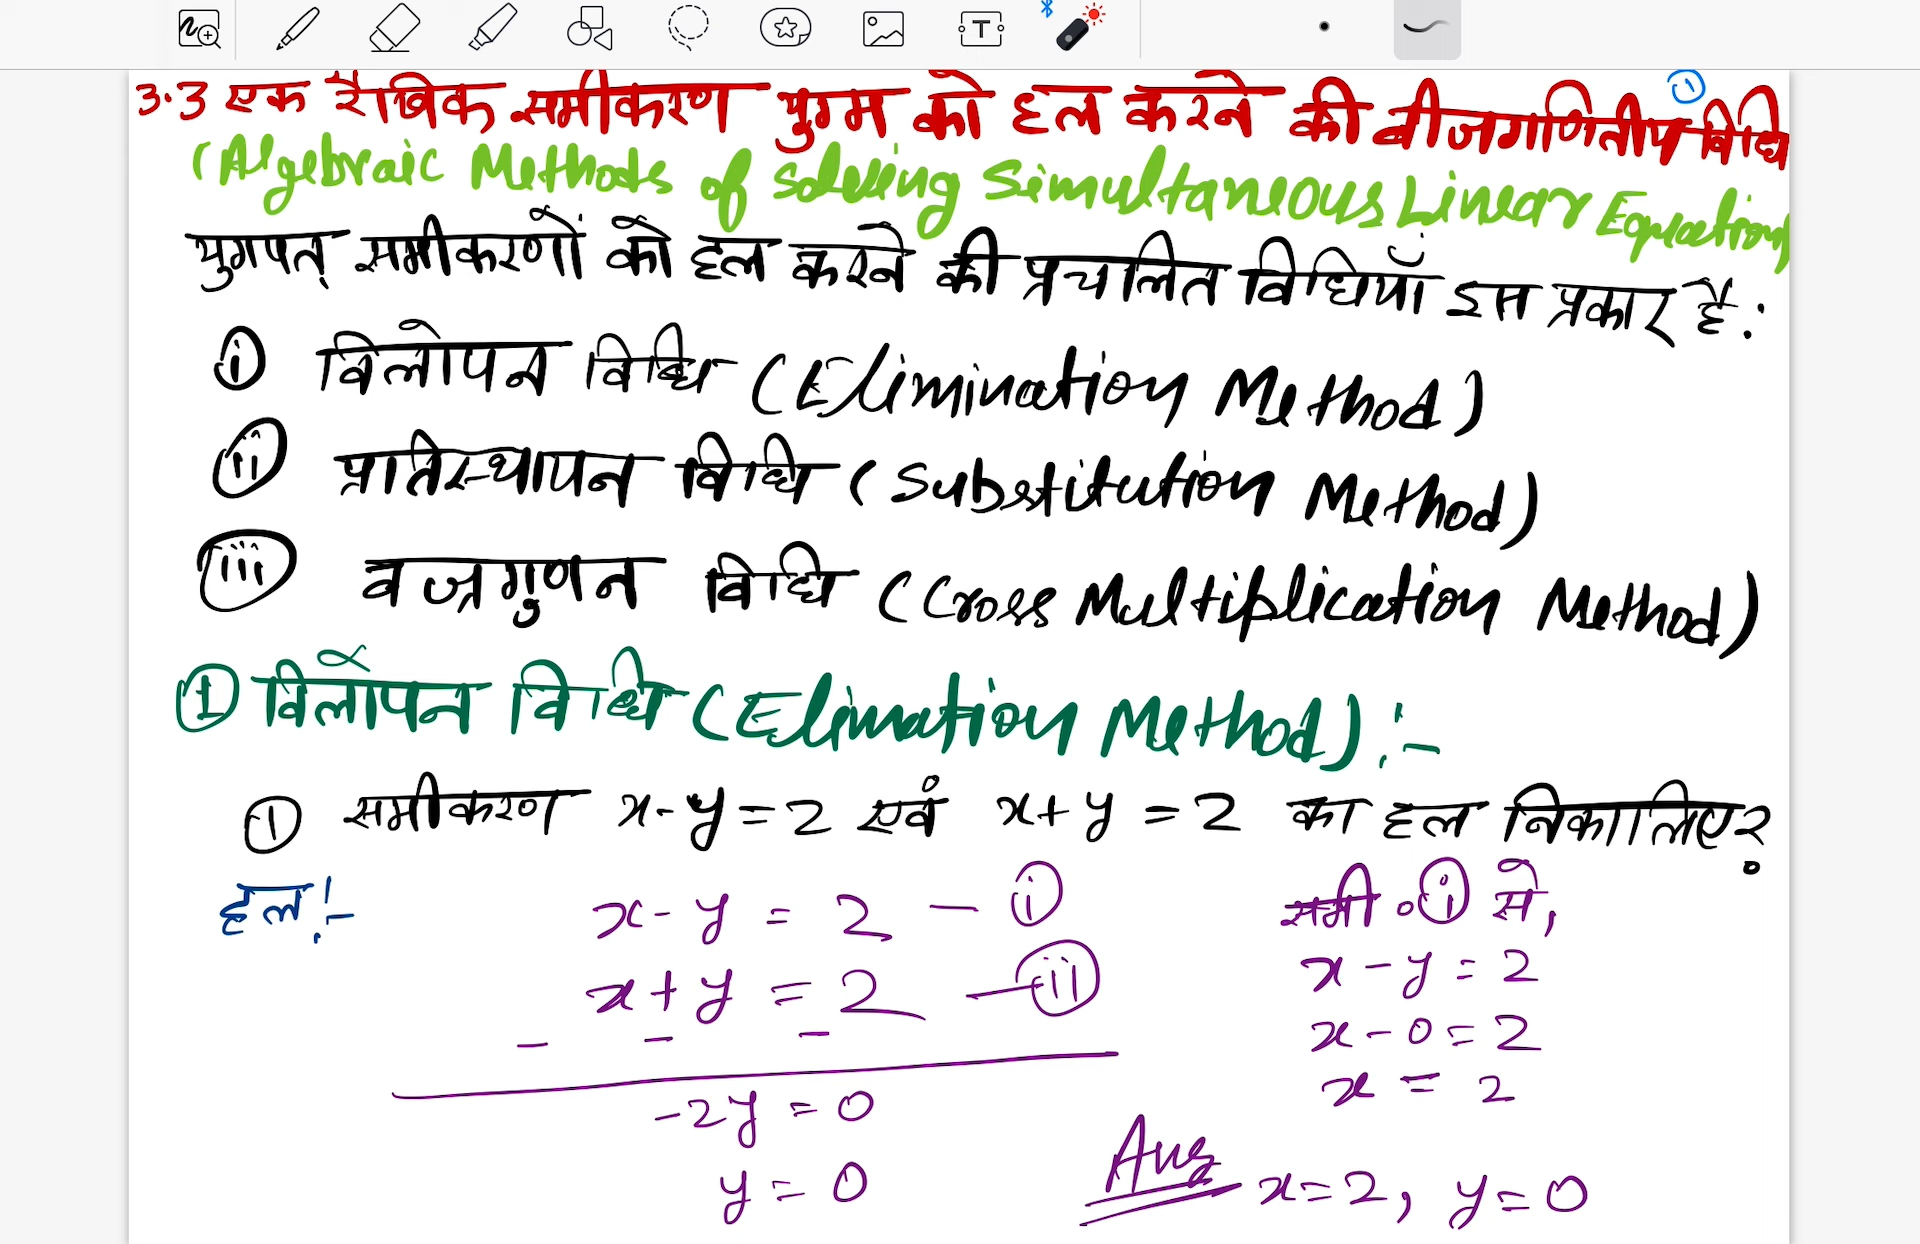 ①
3.3 एक रैखिक समीकरण युग्म को हल करने की बीजगणितीय विधि
(Algebraic Methods of solving Simultaneous Linear Equation)
युगपत् समीकरणों को हल करने की प्रचलित विधियाँ इस प्रकार है:
(i) विलोपन विधि (Elimination Method)
(ii) प्रतिस्थापन विधि (Substitution Method)
(iii) वज्रगुणन विधि (Cross Multiplication Method)
① विलोपन विधि (Elimation Method):-
① समीकरण x-y=2 एवं x+y=2 का हल निकालिए?
हल:-
x-y = 2 — (i)
x+y = 2 — (ii)
- - -
-2y = 0
y = 0
समी॰ (i) से,
x-y=2
x-0=2
x = 2
Ans x=2, y=0